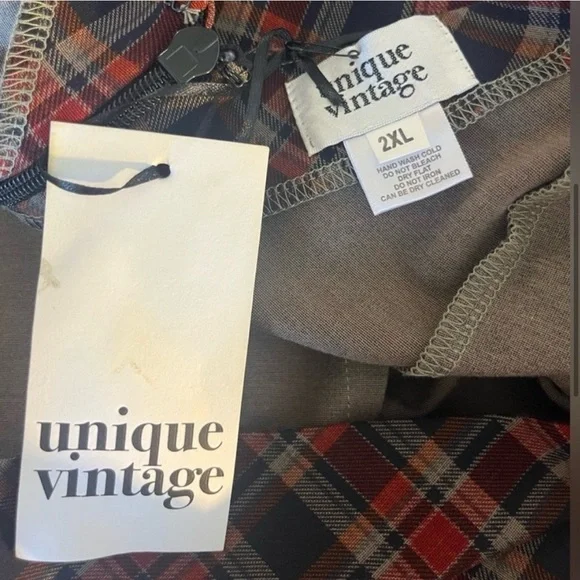 unique
vintage
2XL
HAND WASH COLD
DO NOT BLEACH
DRY FLAT
DO NOT IRON
CAN BE DRY CLEANED
unique
vintage